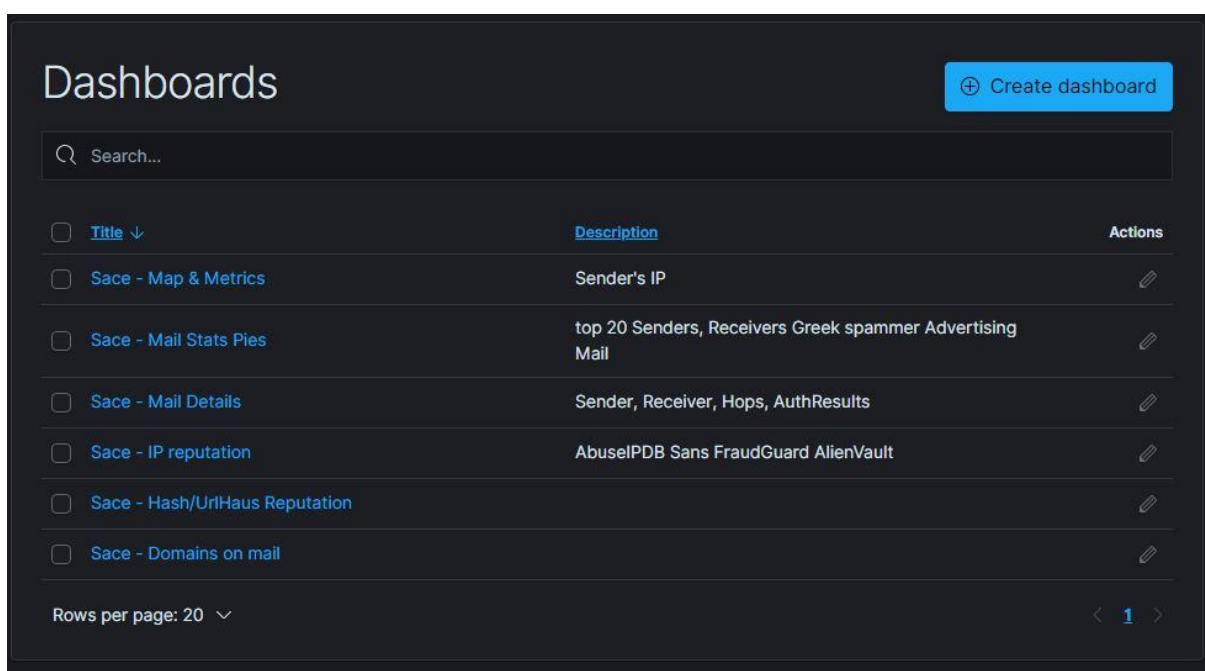 Dashboards
Create dashboard
Search...
Title Description Actions
Sace - Map & Metrics Sender's IP
Sace - Mail Stats Pies top 20 Senders, Receivers Greek spammer Advertising
Mail
Sace - Mail Details Sender, Receiver, Hops, AuthResults
Sace - IP reputation AbuseIPDB Sans FraudGuard AlienVault
Sace - Hash/UrlHaus Reputation
Sace - Domains on mail
Rows per page: 20 1